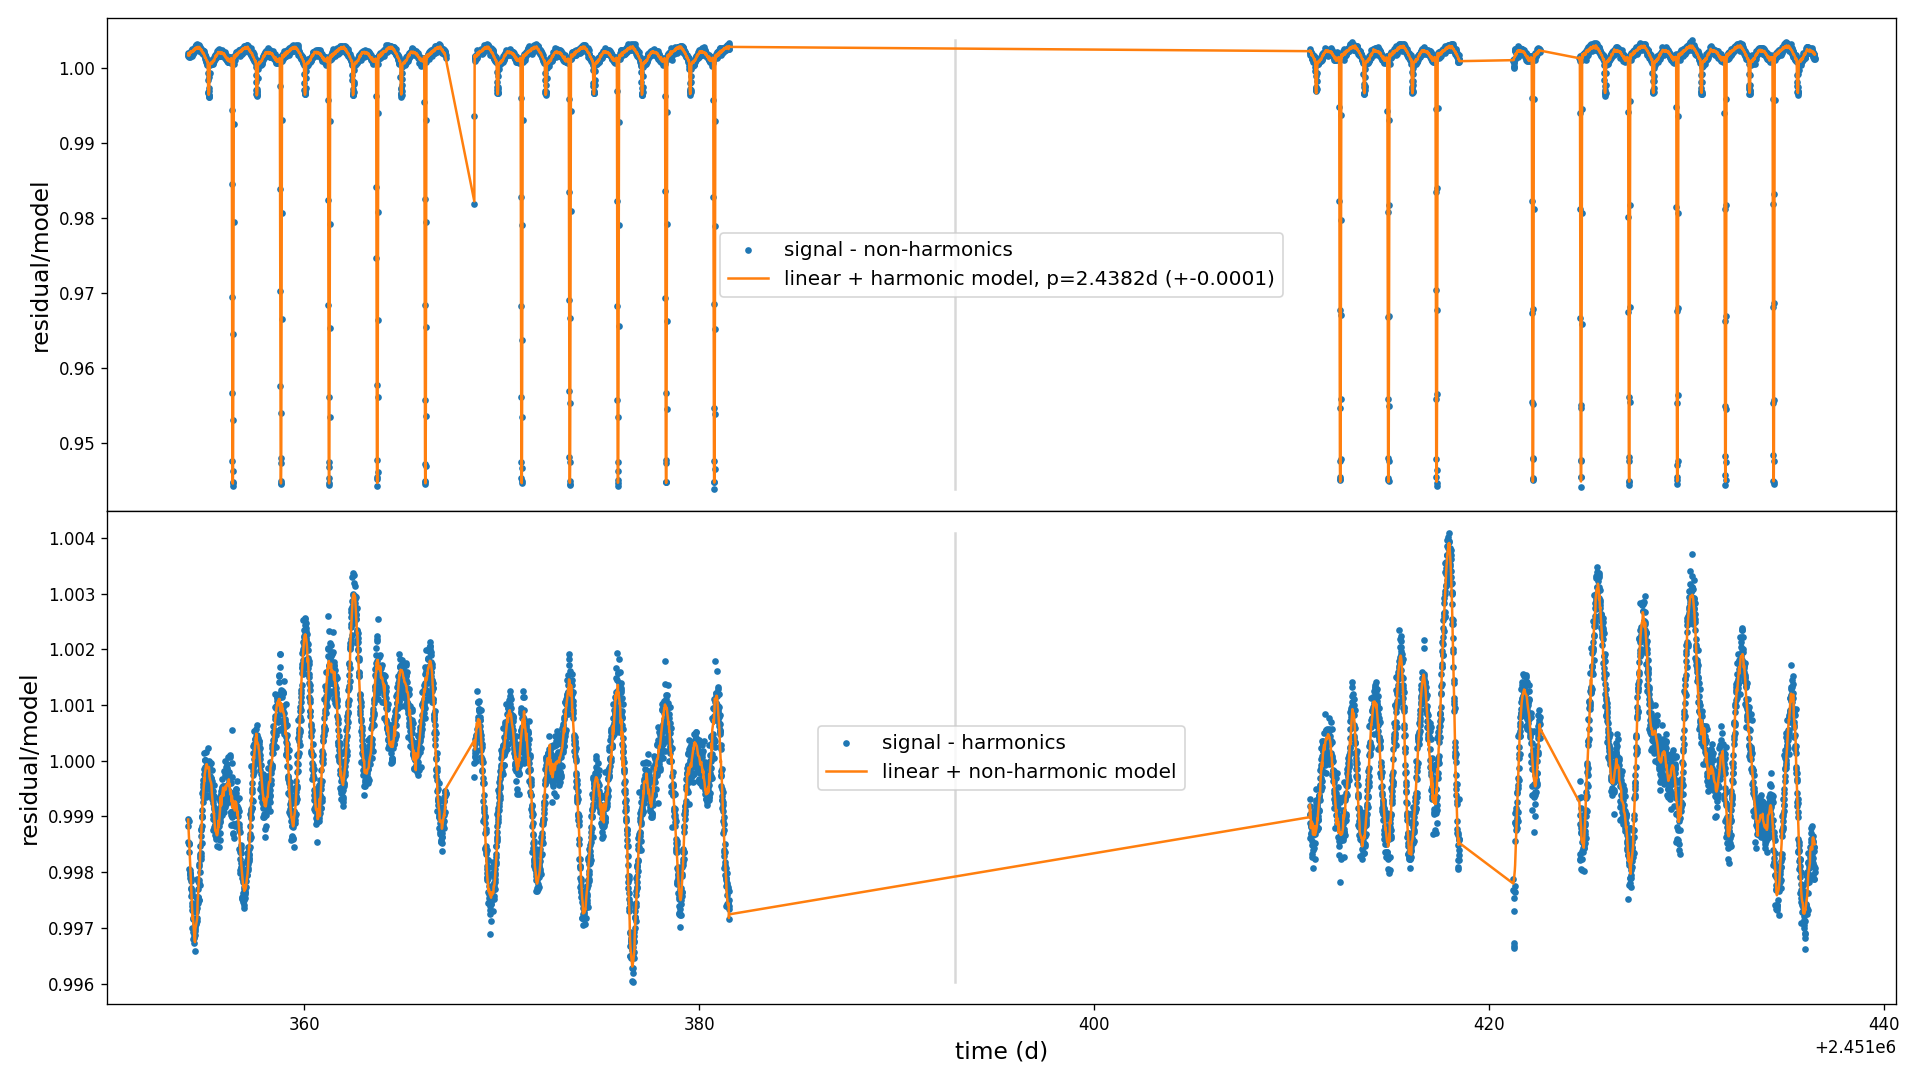 1.00
0.99
0.98
0.97
0.96
0.95
residual/model
signal - non-harmonics
linear + harmonic model, p=2.4382d (+-0.0001)
1.004
1.003
1.002
1.001
1.000
0.999
0.998
0.997
0.996
residual/model
signal - harmonics
linear + non-harmonic model
360
380
400
420
440
time (d)
+2.451e6